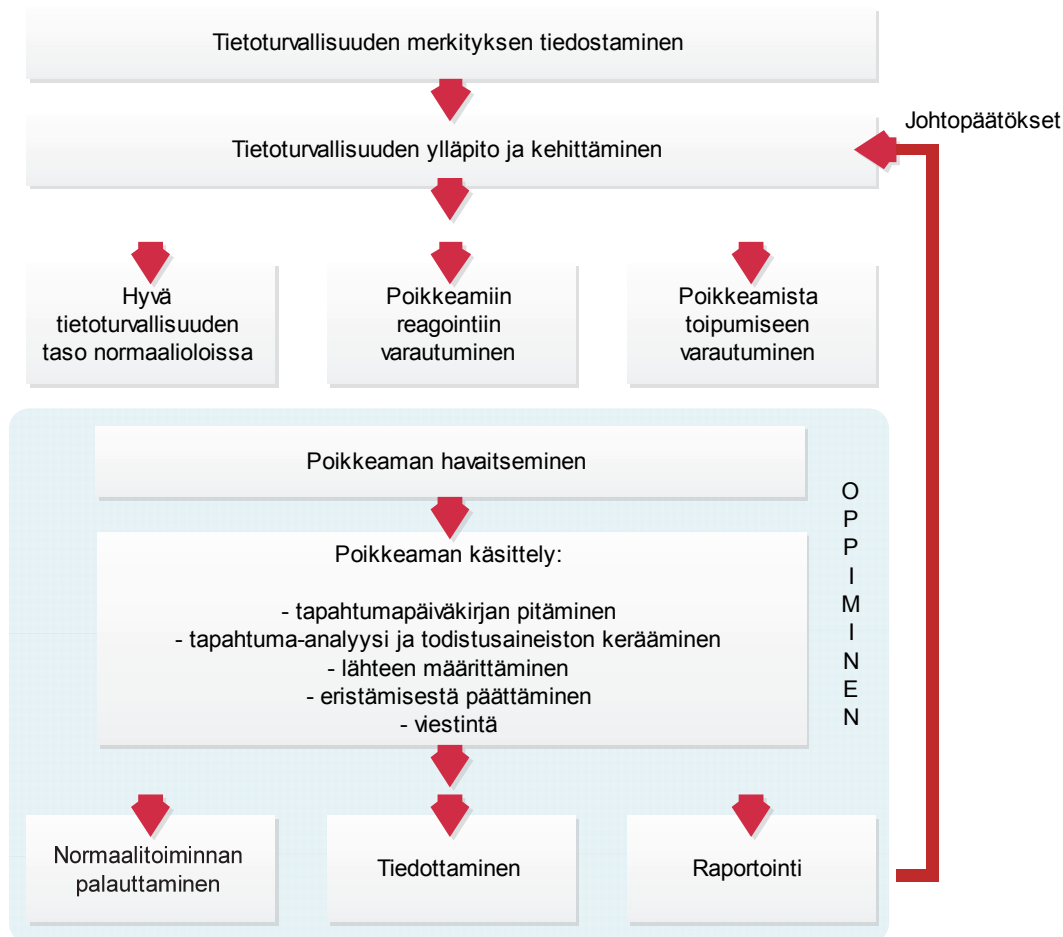 Tietoturvallisuuden merkityksen tiedostaminen
Johtopäätökset
Tietoturvallisuuden ylläpito ja kehittäminen
Hyvä
tietoturvallisuuden
taso normaalioloissa
Poikkeamiin
reagointiin
varautuminen
Poikkeamista
toipumiseen
varautuminen
Poikkeaman havaitseminen
Poikkeaman käsittely:
- tapahtumapäiväkirjan pitäminen
- tapahtuma-analyysi ja todistusaineiston kerääminen
- lähteen määrittäminen
- eristämisestä päättäminen
- viestintä
O
P
P
I
M
I
N
E
N
Normaalitoiminnan
palauttaminen
Tiedottaminen
Raportointi